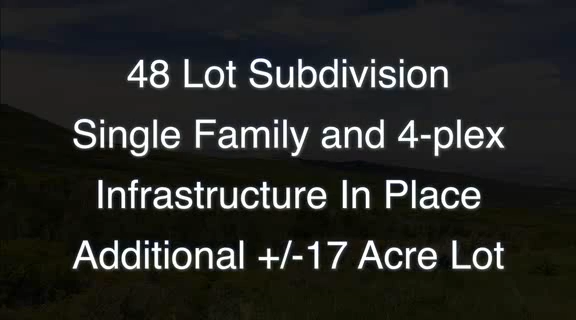 48 Lot Subdivision
Single Family and 4-plex
Infrastructure In Place
Additional +/-17 Acre Lot